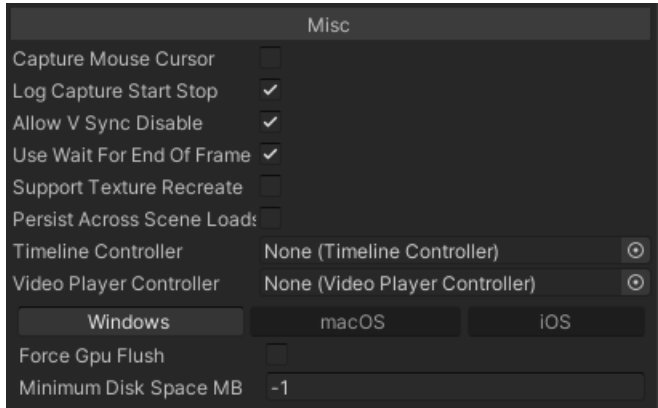 Misc
Capture Mouse Cursor
Log Capture Start Stop
Allow V Sync Disable
Use Wait For End Of Frame
Support Texture Recreate
Persist Across Scene Loads
Timeline Controller None (Timeline Controller)
Video Player Controller None (Video Player Controller)
Windows macOS iOS
Force Gpu Flush
Minimum Disk Space MB -1